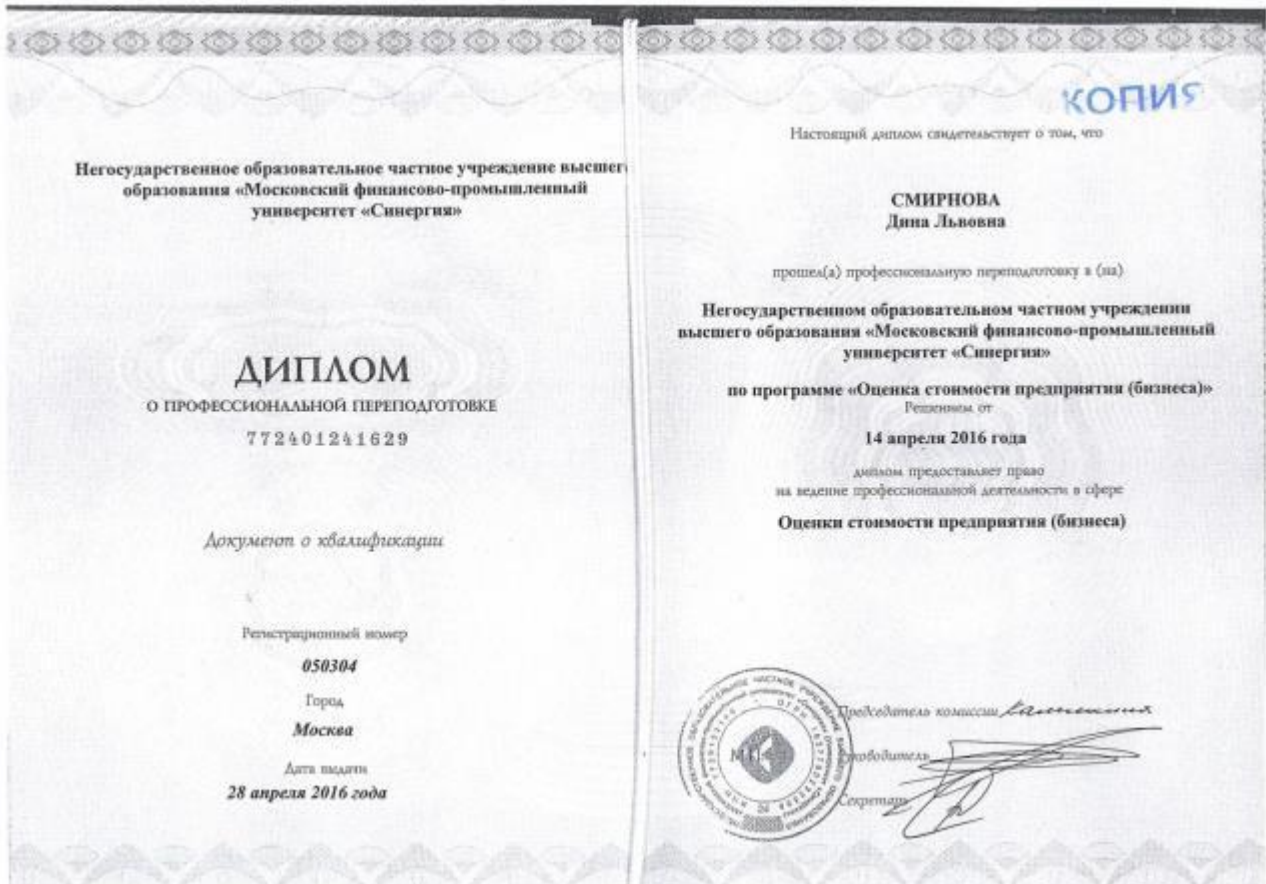 Негосударственное образовательное частное учреждение высшего
образования «Московский финансово-промышленный
университет «Синергия»
ДИПЛОМ
О ПРОФЕССИОНАЛЬНОЙ ПЕРЕПОДГОТОВКЕ
772401241629
Документ о квалификации
Регистрационный номер
050304
Город
Москва
Дата выдачи
28 апреля 2016 года
КОПИЯ
Настоящий диплом свидетельствует о том, что
СМИРНОВА
Дина Львовна
прошел(а) профессиональную переподготовку в (на)
Негосударственном образовательном частном учреждении
высшего образования «Московский финансово-промышленный
университет «Синергия»
по программе «Оценка стоимости предприятия (бизнеса)»
Решением от
14 апреля 2016 года
диплом предоставляет право
на ведение профессиональной деятельности в сфере
Оценки стоимости предприятия (бизнеса)
Председатель комиссии
Руководитель
Секретарь